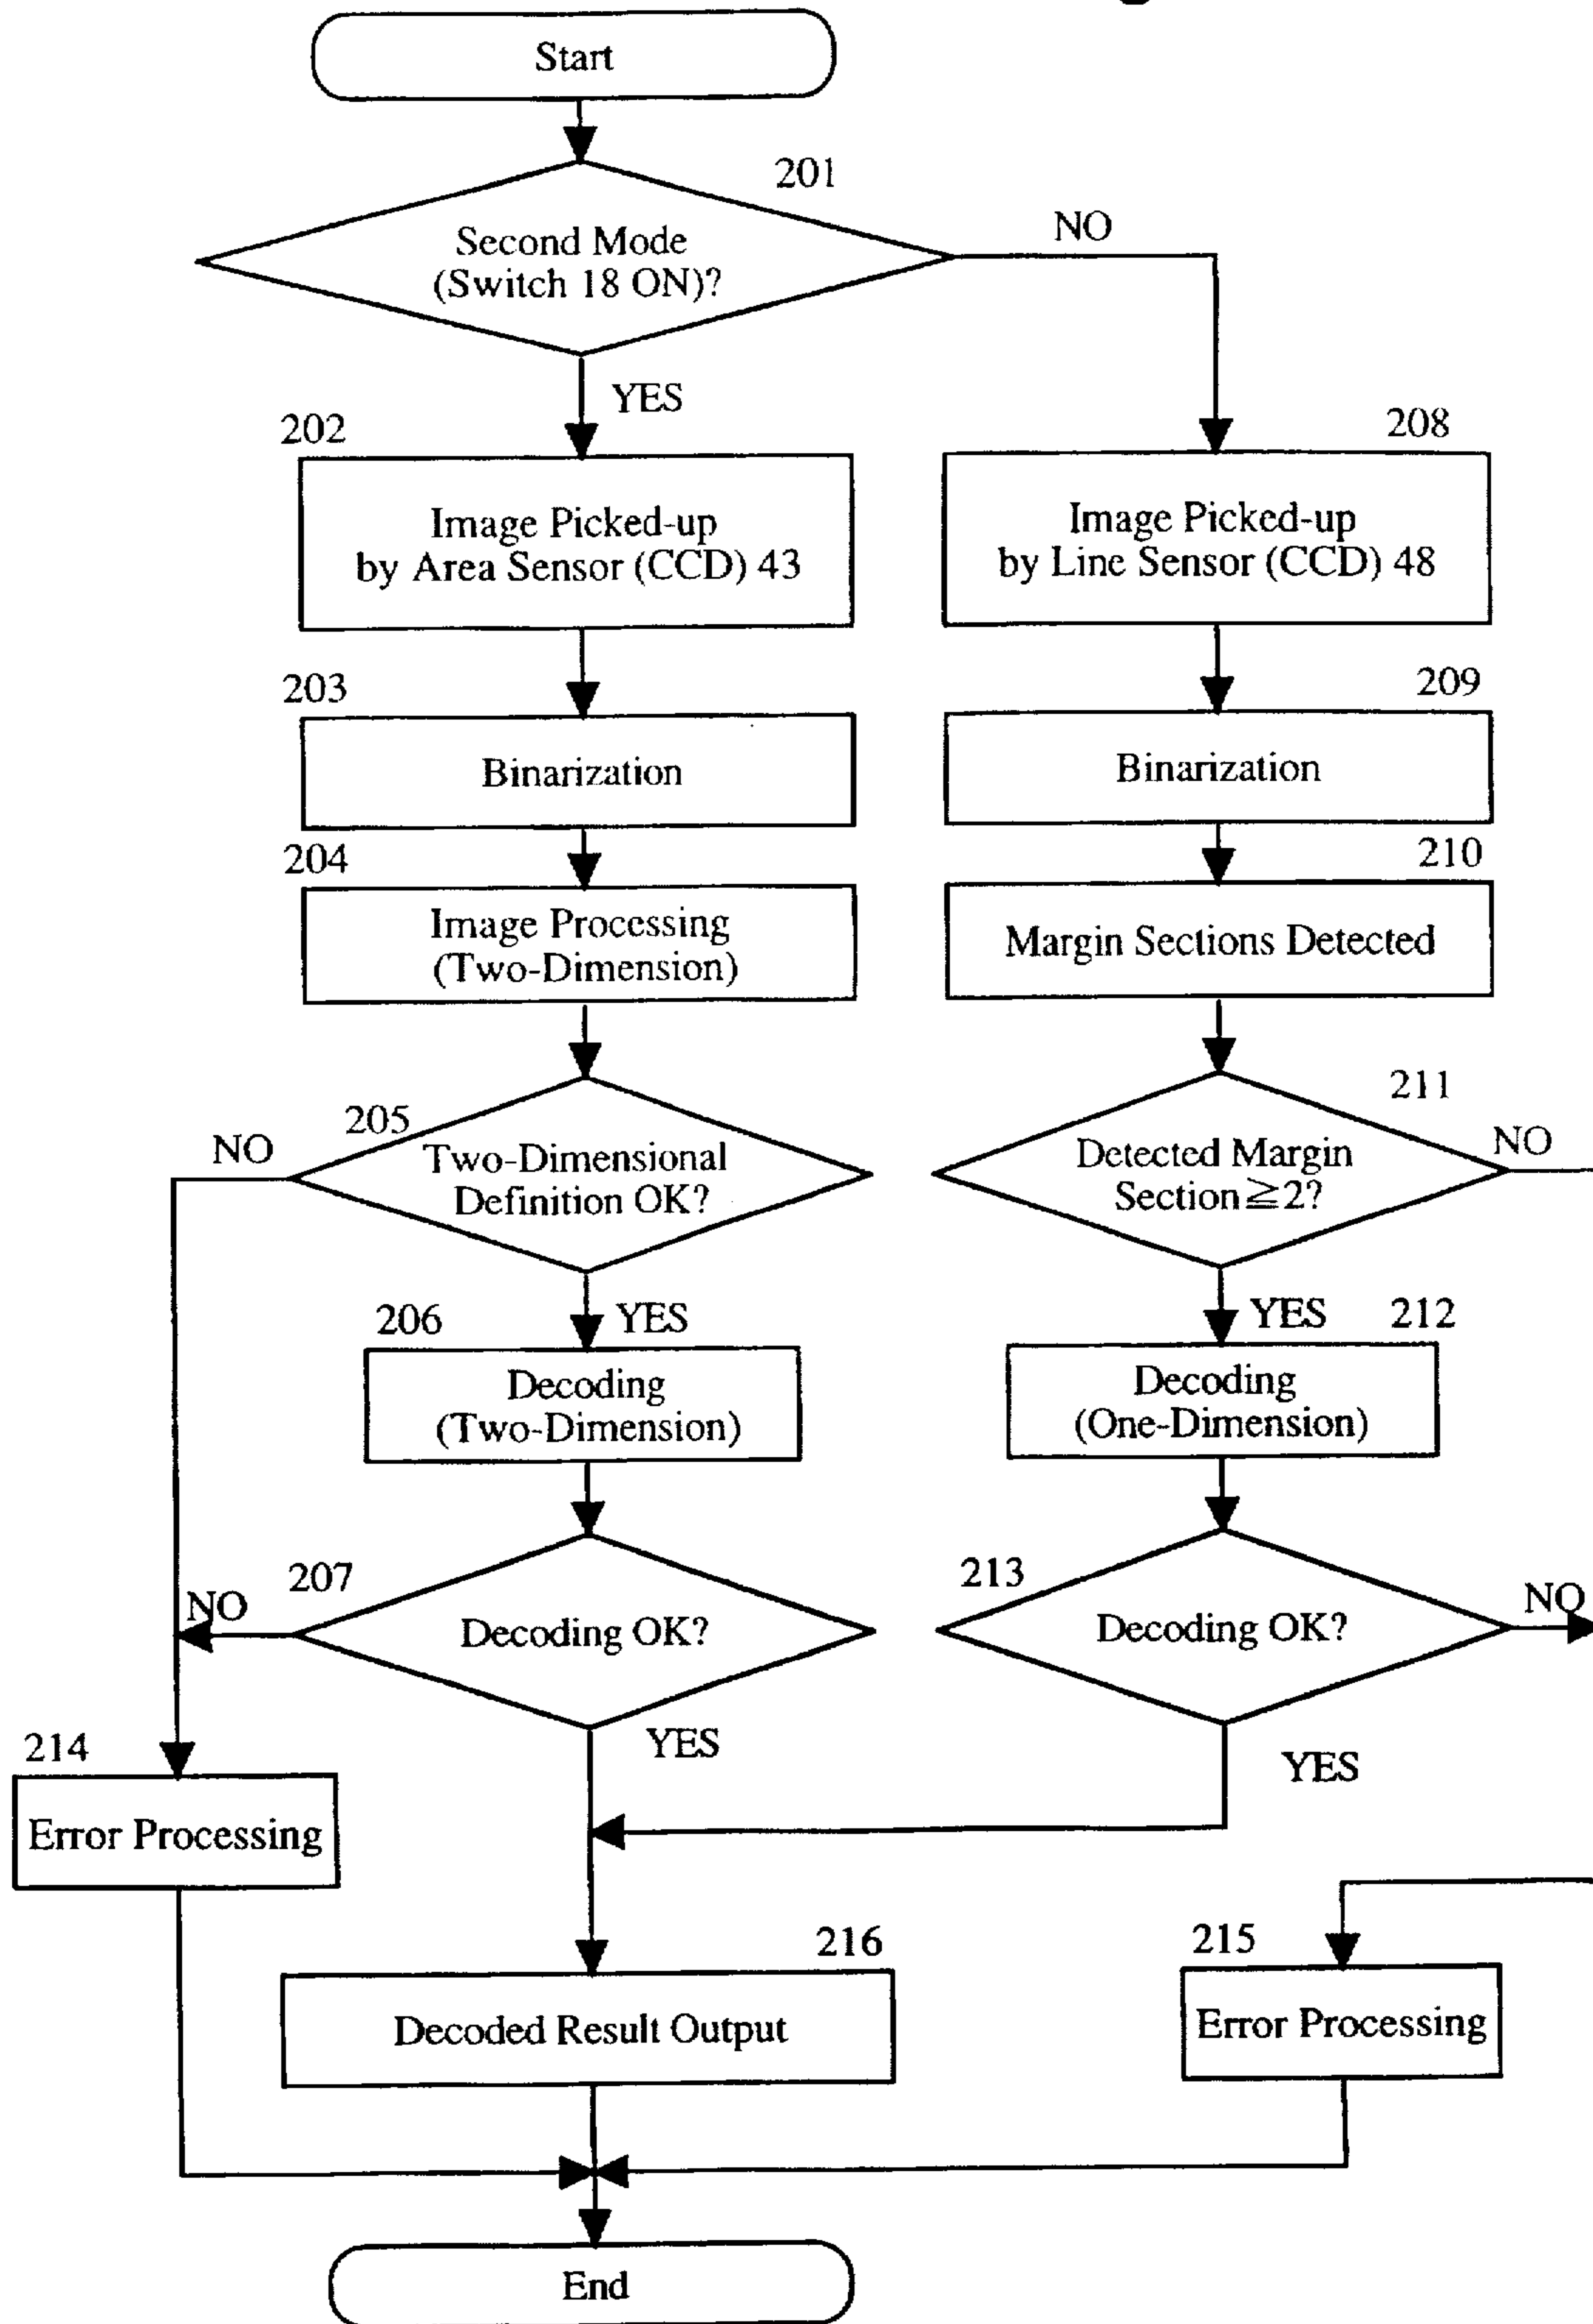 Start
201
Second Mode
(Switch 18 ON)?
NO
YES
202
Image Picked-up
by Area Sensor (CCD) 43
208
Image Picked-up
by Line Sensor (CCD) 48
203
Binarization
209
Binarization
204
Image Processing
(Two-Dimension)
210
Margin Sections Detected
205
NO
Two-Dimensional
Definition OK?
211
Detected Margin
Section≧2?
NO
YES
206
Decoding
(Two-Dimension)
YES
212
Decoding
(One-Dimension)
207
NO
Decoding OK?
213
Decoding OK?
NO
YES
YES
214
Error Processing
216
Decoded Result Output
215
Error Processing
End